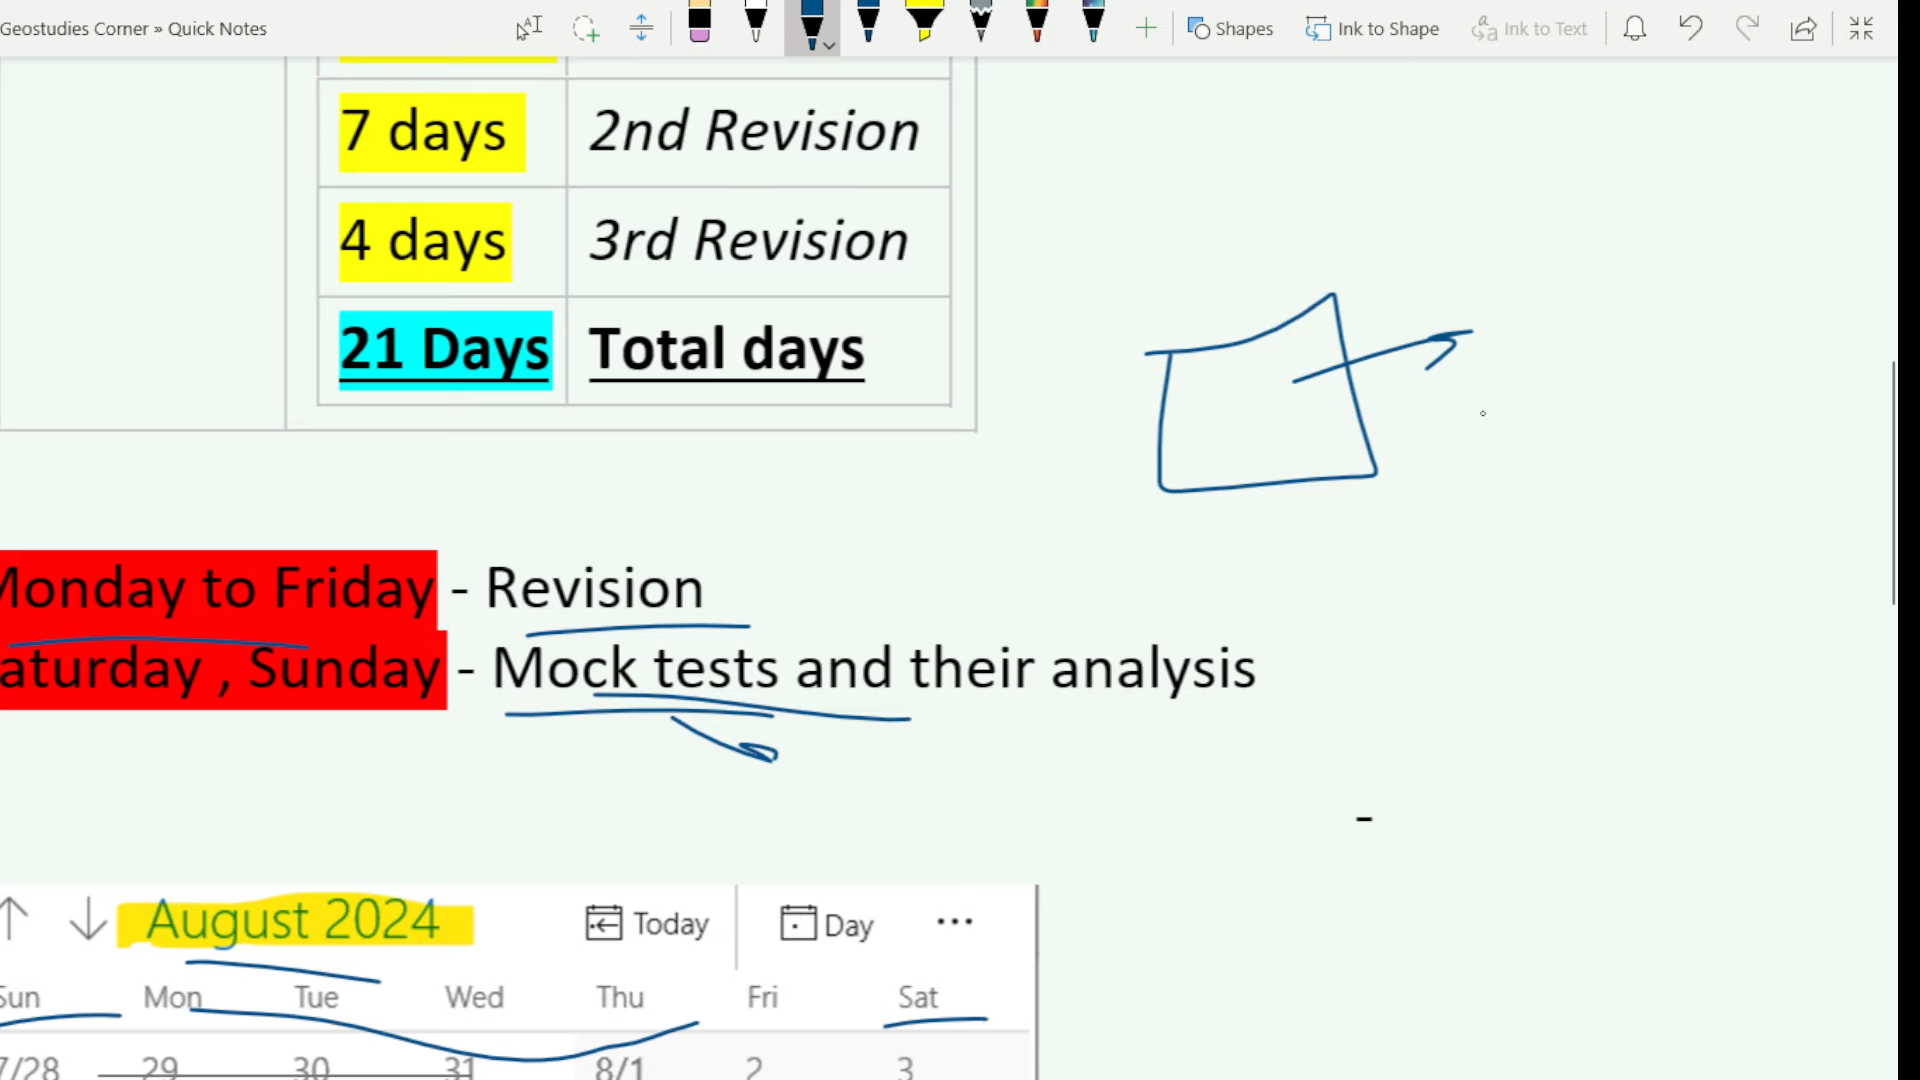 Geostudies Corner » Quick Notes
Shapes
Ink to Shape
Ink to Text
7 days 2nd Revision
4 days 3rd Revision
21 Days Total days
Monday to Friday - Revision
aturday , Sunday - Mock tests and their analysis
-
August 2024 Today Day ...
Sun Mon Tue Wed Thu Fri Sat
7/28 29 30 31 8/1 2 3